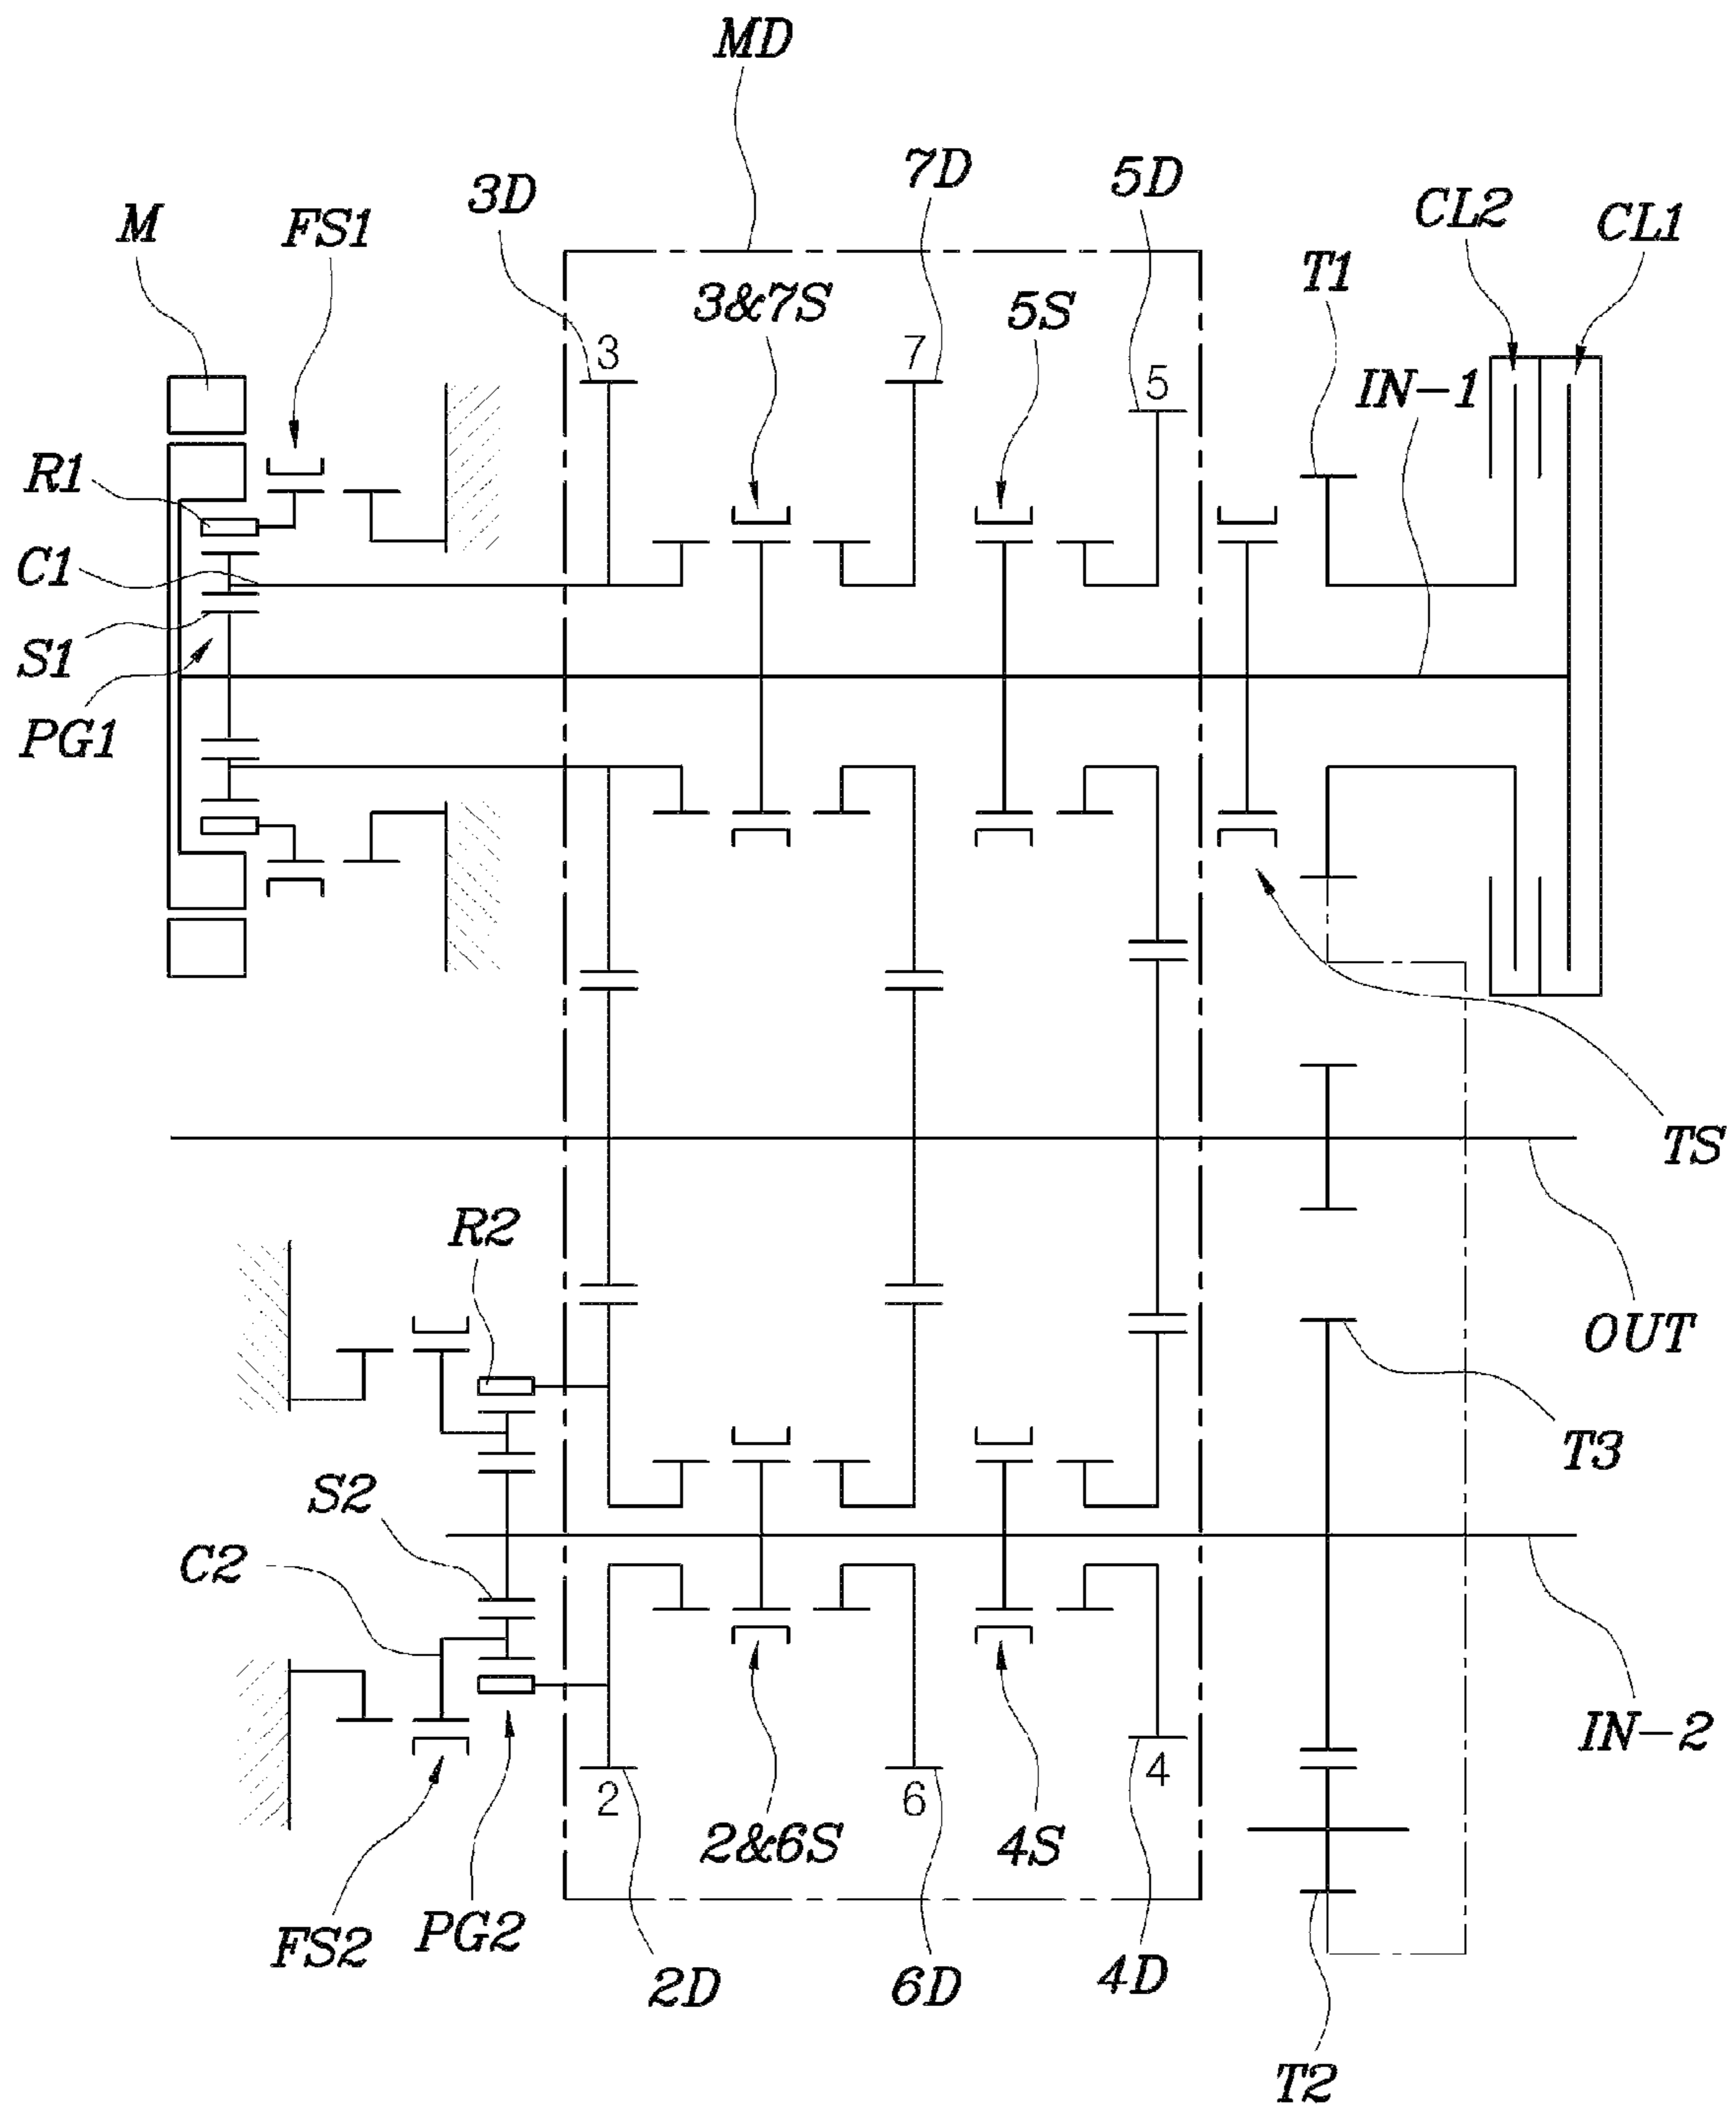 MD
7D
5D
3D
CL2
CL1
M
FS1
T1
3&7S
5S
3
7
5
IN-1
R1
C1
S1
PG1
TS
R2
OUT
T3
S2
C2
IN-2
2
6
4
2&6S
4S
FS2
PG2
2D
6D
4D
T2